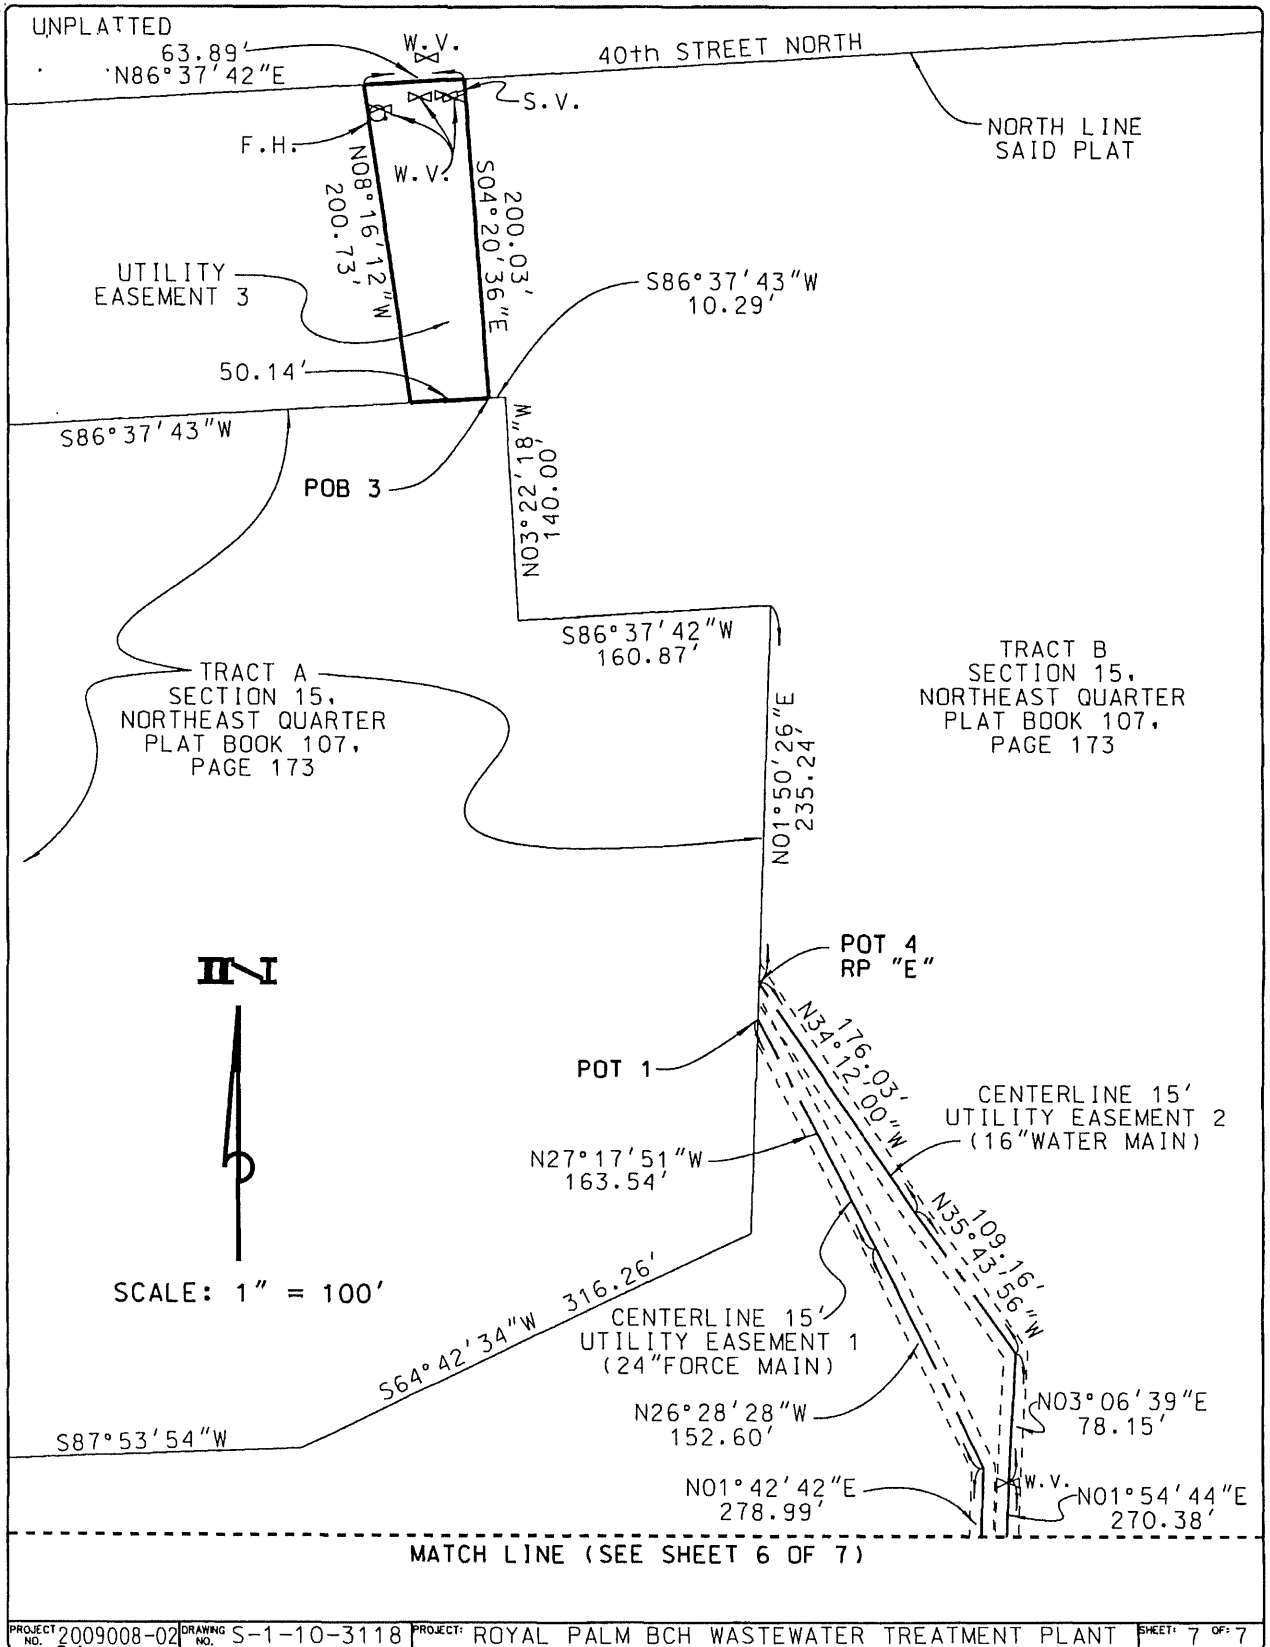 UNPLATTED
63.89'
N86°37'42"E
W.V.
40th STREET NORTH
S.V.
F.H.
W.V.
NORTH LINE
SAID PLAT
N08°16'12"W
200.73'
200.03'
S04°20'36"E
UTILITY
EASEMENT 3
S86°37'43"W
10.29'
50.14'
S86°37'43"W
POB 3
N03°22'18"W
140.00'
S86°37'42"W
160.87'
TRACT A
SECTION 15,
NORTHEAST QUARTER
PLAT BOOK 107,
PAGE 173
TRACT B
SECTION 15,
NORTHEAST QUARTER
PLAT BOOK 107,
PAGE 173
N01°50'26"E
235.24'
POT 4
RP "E"
POT 1
176.03'
N34°12'00"W
CENTERLINE 15'
UTILITY EASEMENT 2
(16"WATER MAIN)
N27°17'51"W
163.54'
109.16'
N35°43'56"W
SCALE: 1" = 100'
S64°42'34"W 316.26'
CENTERLINE 15'
UTILITY EASEMENT 1
(24"FORCE MAIN)
N26°28'28"W
152.60'
N03°06'39"E
78.15'
S87°53'54"W
N01°42'42"E
278.99'
W.V.
N01°54'44"E
270.38'
MATCH LINE (SEE SHEET 6 OF 7)
PROJECT NO. 2009008-02 DRAWING NO. S-1-10-3118 PROJECT: ROYAL PALM BCH WASTEWATER TREATMENT PLANT SHEET: 7 OF: 7